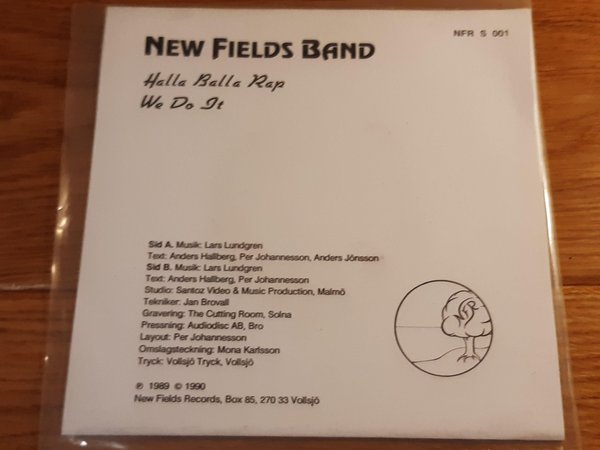 NFR S 001
NEW FIELDS BAND
Halla Balla Rap
We Do It
Sid A. Musik: Lars Lundgren
Text: Anders Hallberg, Per Johannesson, Anders Jönsson
Sid B. Musik: Lars Lundgren
Text: Anders Hallberg, Per Johannesson
Studio: Santoz Video & Music Production, Malmö
Tekniker: Jan Brovall
Gravering: The Cutting Room, Solna
Pressning: Audiodisc AB, Bro
Layout: Per Johannesson
Omslagsteckning: Mona Karlsson
Tryck: Vollsjö Tryck, Vollsjö
℗ 1989 © 1990
New Fields Records, Box 85, 270 33 Vollsjö